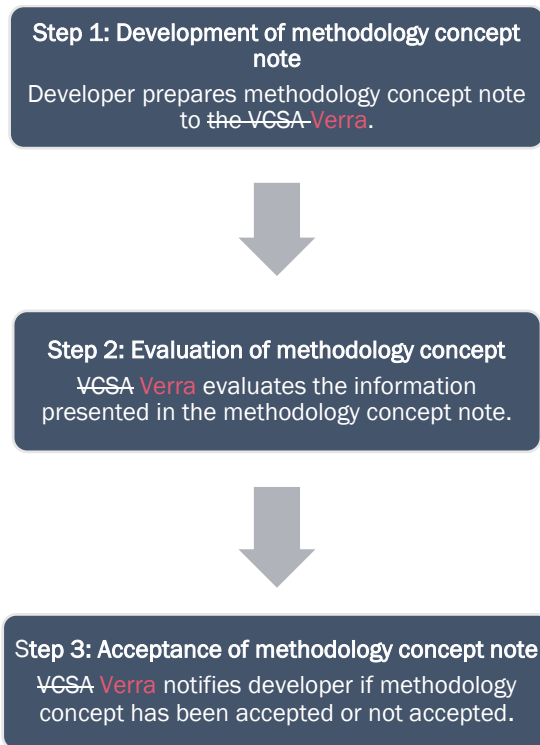 Step 1: Development of methodology concept
note
Developer prepares methodology concept note
to the VCSA Verra.
Step 2: Evaluation of methodology concept
VCSA Verra evaluates the information
presented in the methodology concept note.
Step 3: Acceptance of methodology concept note
VCSA Verra notifies developer if methodology
concept has been accepted or not accepted.